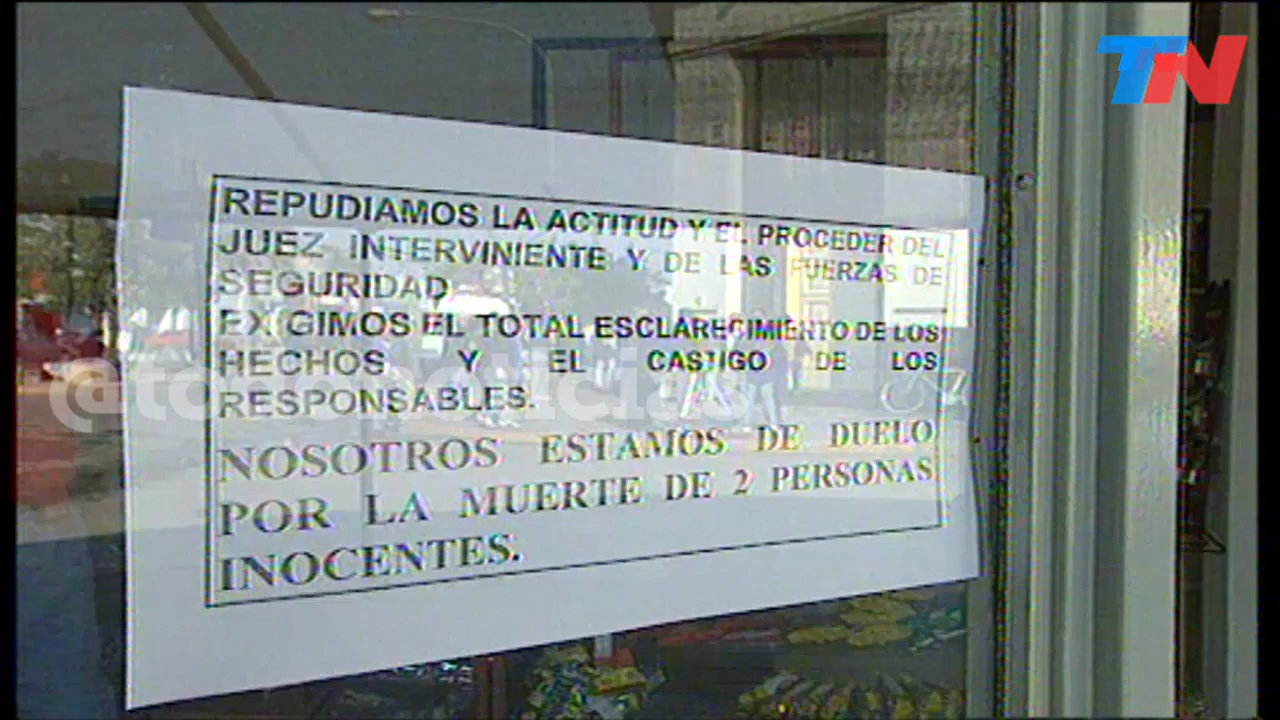 TN
REPUDIAMOS LA ACTITUD Y EL PROCEDER DEL
JUEZ INTERVINIENTE Y DE LAS FUERZAS DE
SEGURIDAD
EXIGIMOS EL TOTAL ESCLARECIMIENTO DE LOS
HECHOS Y EL CASTIGO DE LOS
RESPONSABLES.
@todonoticias
NOSOTROS ESTAMOS DE DUELO
POR LA MUERTE DE 2 PERSONAS
INOCENTES.